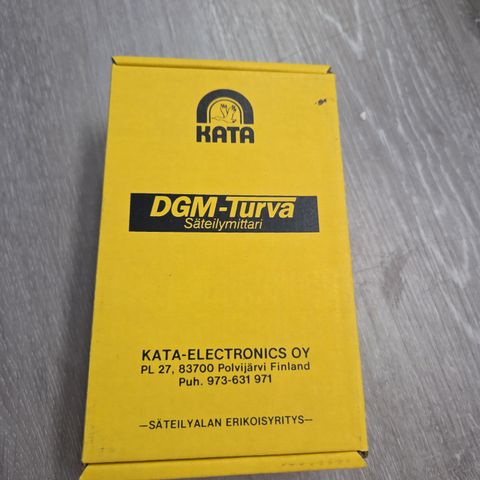 KATA
DGM-Turva
Säteilymittari
KATA-ELECTRONICS OY
PL 27, 83700 Polvijärvi Finland
Puh. 973-631 971
—SÄTEILYALAN ERIKOISYRITYS—